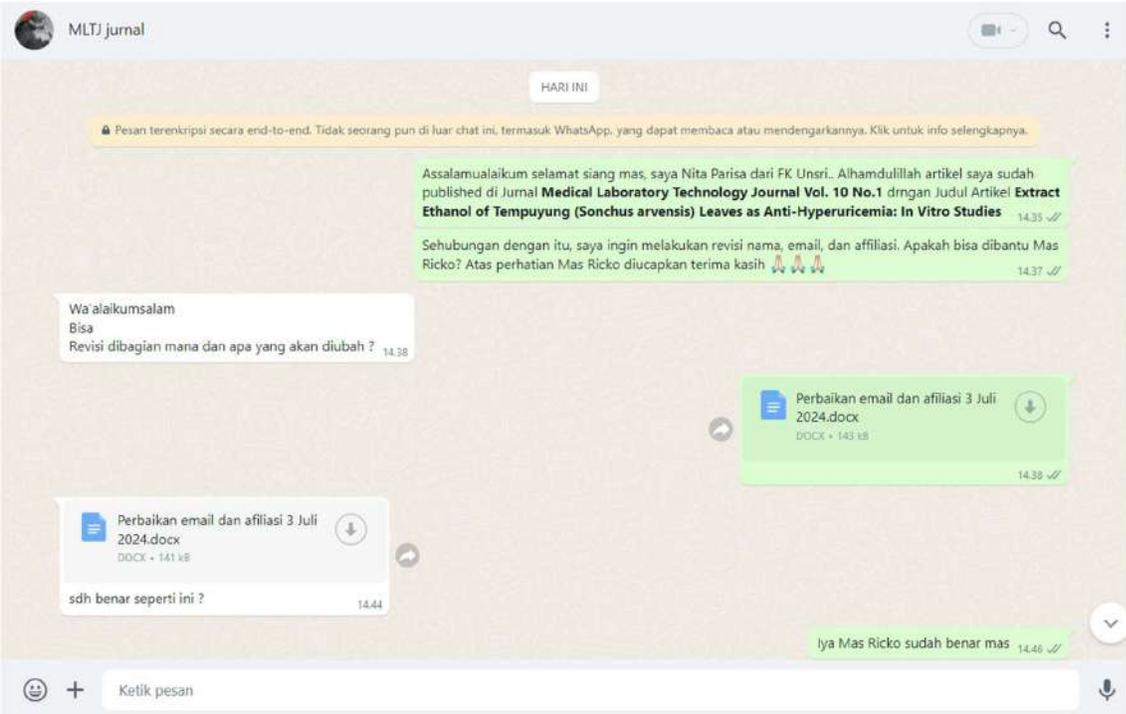 MLTJ jurnal
HARI INI
Pesan terenkripsi secara end-to-end. Tidak seorang pun di luar chat ini, termasuk WhatsApp, yang dapat membaca atau mendengarkannya. Klik untuk info selengkapnya.
Assalamualaikum selamat siang mas, saya Nita Parisa dari FK Unsri.. Alhamdulillah artikel saya sudah
published di Jurnal Medical Laboratory Technology Journal Vol. 10 No.1 drngan Judul Artikel Extract
Ethanol of Tempuyung (Sonchus arvensis) Leaves as Anti-Hyperuricemia: In Vitro Studies 14.35
Sehubungan dengan itu, saya ingin melakukan revisi nama, email, dan affiliasi. Apakah bisa dibantu Mas
Ricko? Atas perhatian Mas Ricko diucapkan terima kasih 🙏🙏🙏 14.37
Wa'alaikumsalam
Bisa
Revisi dibagian mana dan apa yang akan diubah ? 14.38
Perbaikan email dan afiliasi 3 Juli
2024.docx
DOCX • 143 kB
14.38
Perbaikan email dan afiliasi 3 Juli
2024.docx
DOCX • 141 kB
sdh benar seperti ini ? 14.44
Iya Mas Ricko sudah benar mas 14.46
Ketik pesan